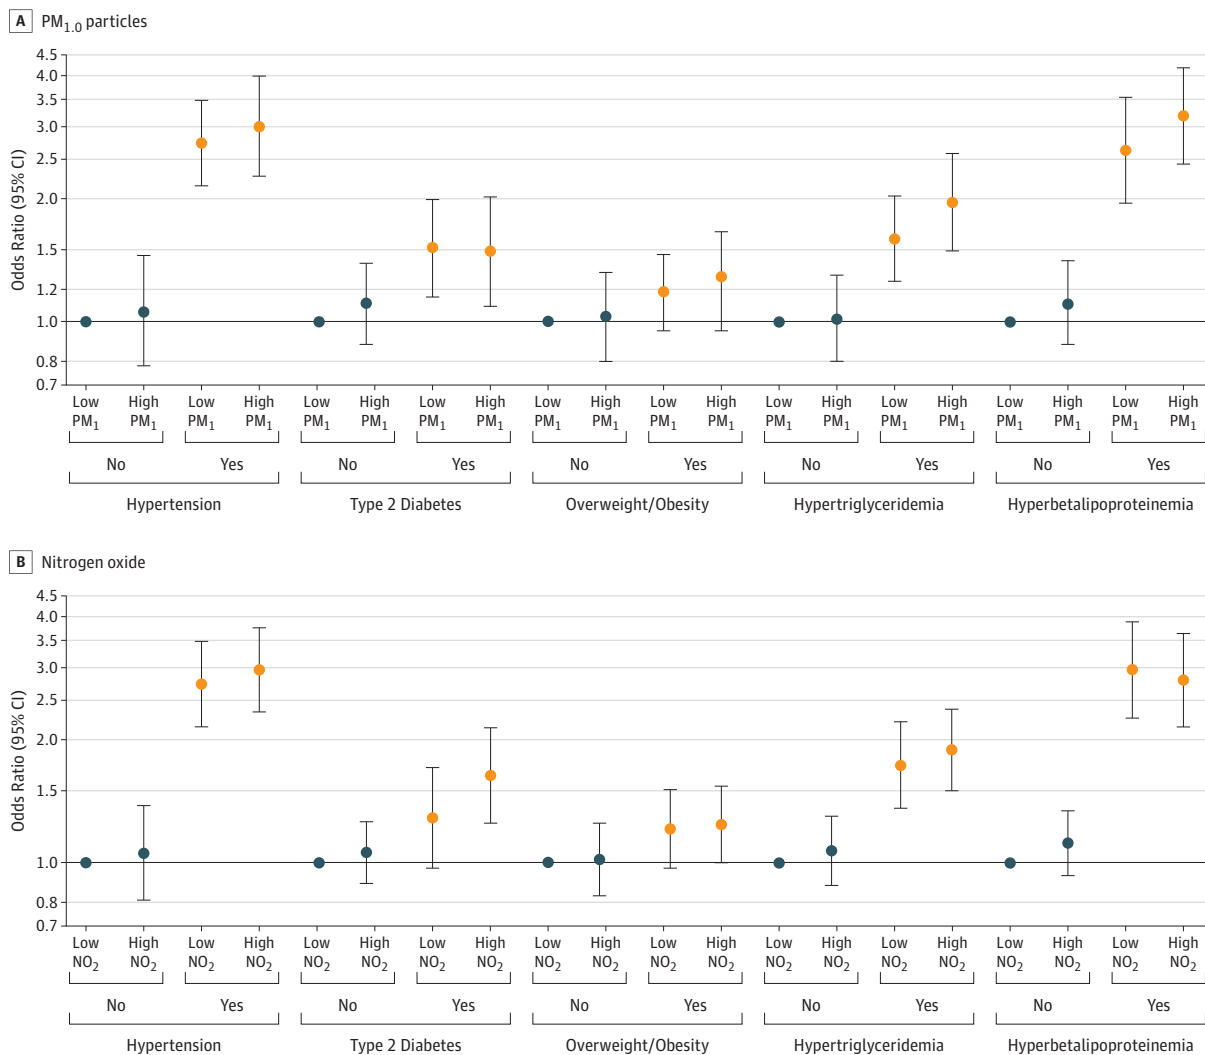 A PM1.0 particles
Odds Ratio (95% CI)
4.5
4.0
3.5
3.0
2.5
2.0
1.5
1.2
1.0
0.8
0.7
Low High Low High Low High Low High Low High Low High Low High Low High Low High Low High
PM1 PM1 PM1 PM1 PM1 PM1 PM1 PM1 PM1 PM1 PM1 PM1 PM1 PM1 PM1 PM1 PM1 PM1 PM1 PM1
No Yes No Yes No Yes No Yes No Yes
Hypertension Type 2 Diabetes Overweight/Obesity Hypertriglyceridemia Hyperbetalipoproteinemia
B Nitrogen oxide
Odds Ratio (95% CI)
4.5
4.0
3.5
3.0
2.5
2.0
1.5
1.0
0.8
0.7
Low High Low High Low High Low High Low High Low High Low High Low High Low High Low High
NO2 NO2 NO2 NO2 NO2 NO2 NO2 NO2 NO2 NO2 NO2 NO2 NO2 NO2 NO2 NO2 NO2 NO2 NO2 NO2
No Yes No Yes No Yes No Yes No Yes
Hypertension Type 2 Diabetes Overweight/Obesity Hypertriglyceridemia Hyperbetalipoproteinemia